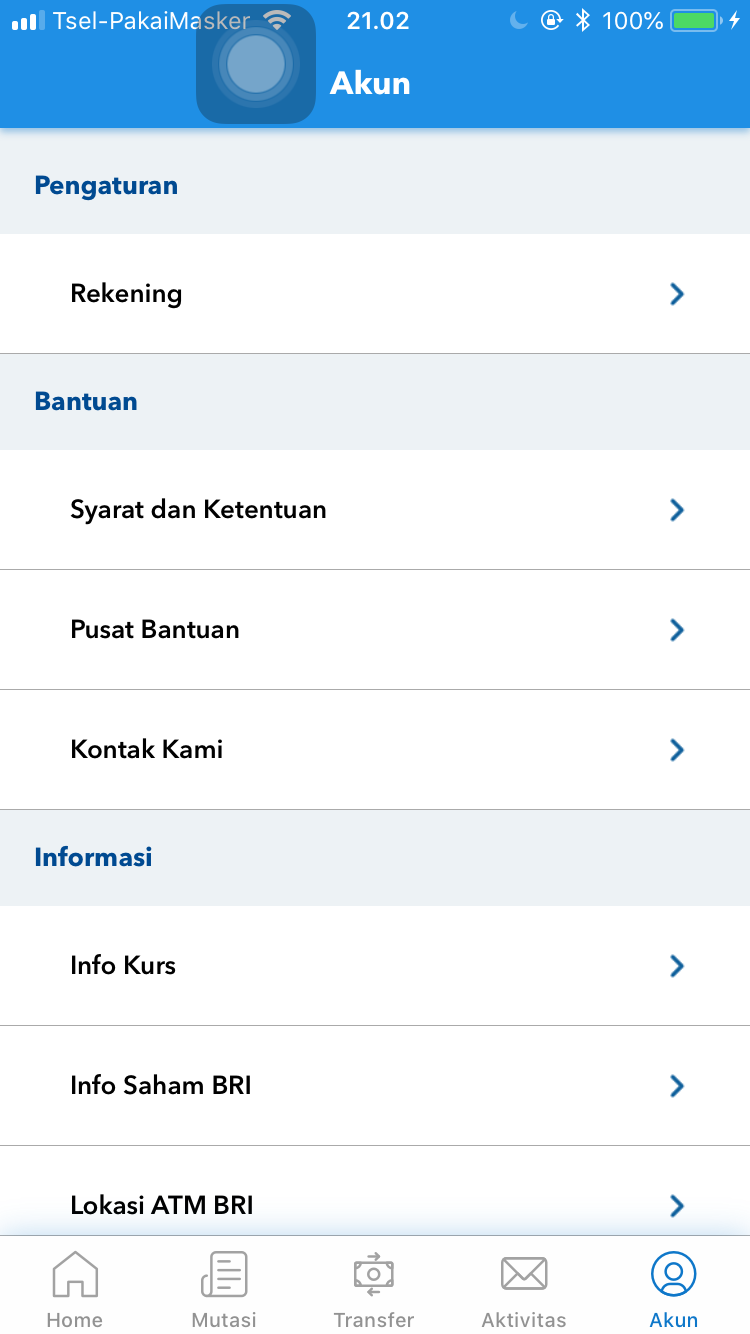 Tsel-PakaiMasker 21.02 100%
Akun
Pengaturan
Rekening
Bantuan
Syarat dan Ketentuan
Pusat Bantuan
Kontak Kami
Informasi
Info Kurs
Info Saham BRI
Lokasi ATM BRI
Home Mutasi Transfer Aktivitas Akun